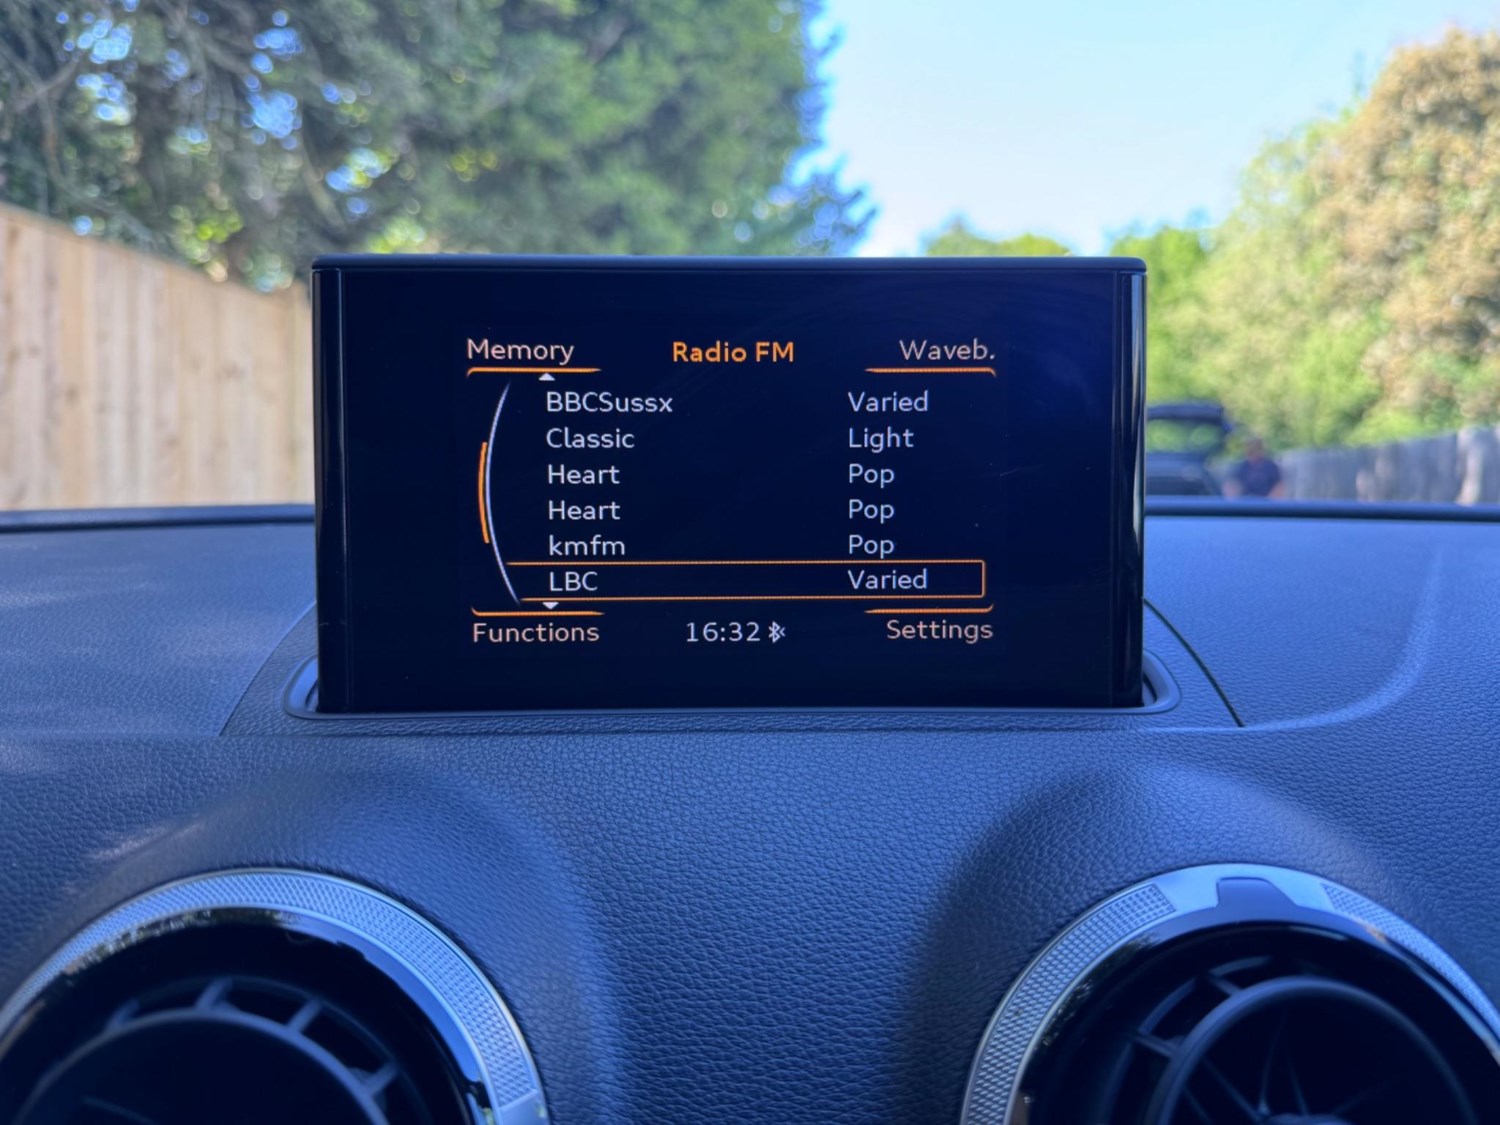 Memory Radio FM Waveb.
BBCSussx Varied
Classic Light
Heart Pop
Heart Pop
kmfm Pop
LBC Varied
Functions 16:32 Settings